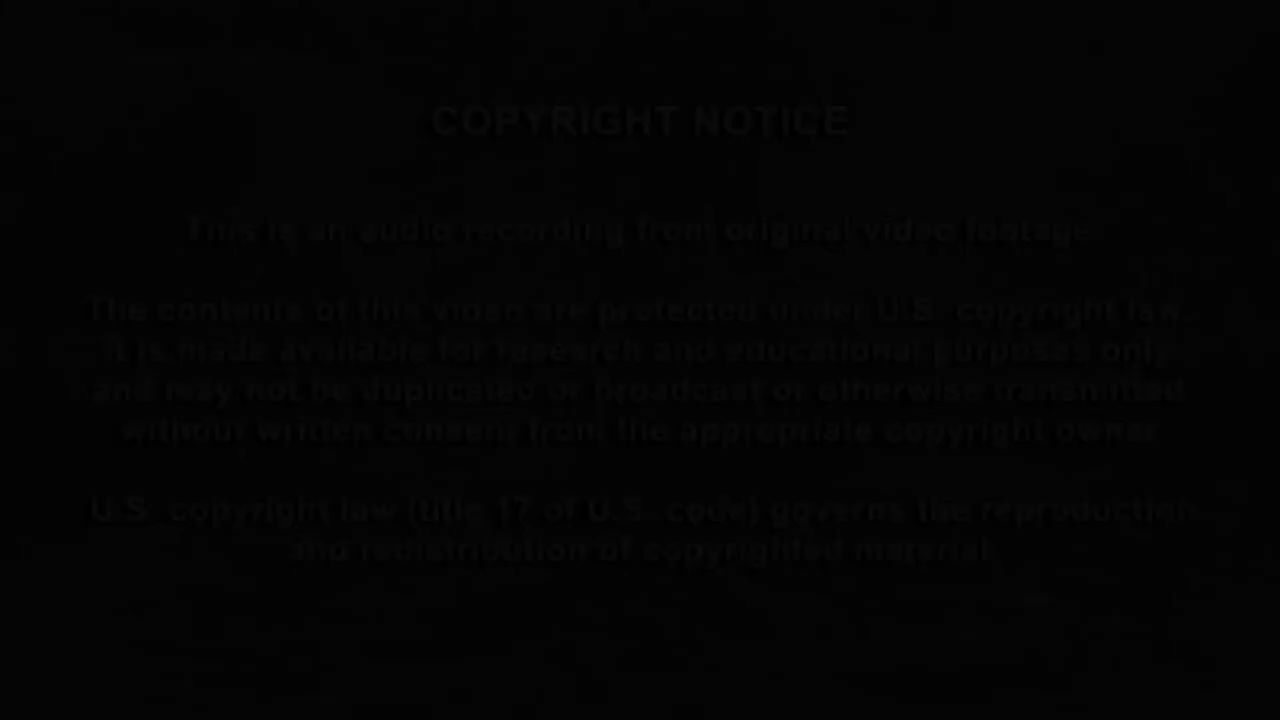 COPYRIGHT NOTICE
This is an audio recording from original video footage.
The contents of this video are protected under U.S. copyright law.
It is made available for research and educational purposes only
and may not be duplicated or broadcast or otherwise transmitted
without written consent from the appropriate copyright owner.
U.S. copyright law (title 17 of U.S. code) governs the reproduction
and redistribution of copyrighted material.